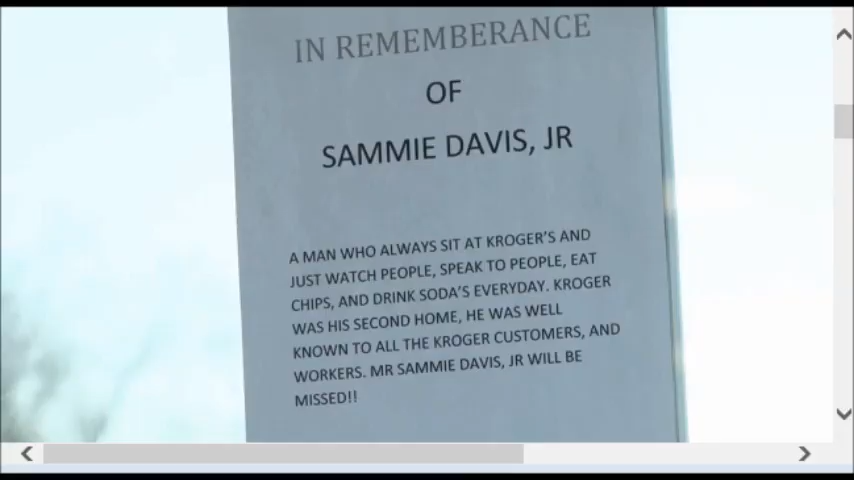 IN REMEMBERANCE
OF
SAMMIE DAVIS, JR
A MAN WHO ALWAYS SIT AT KROGER'S AND
JUST WATCH PEOPLE, SPEAK TO PEOPLE, EAT
CHIPS, AND DRINK SODA'S EVERYDAY. KROGER
WAS HIS SECOND HOME, HE WAS WELL
KNOWN TO ALL THE KROGER CUSTOMERS, AND
WORKERS. MR SAMMIE DAVIS, JR WILL BE
MISSED!!